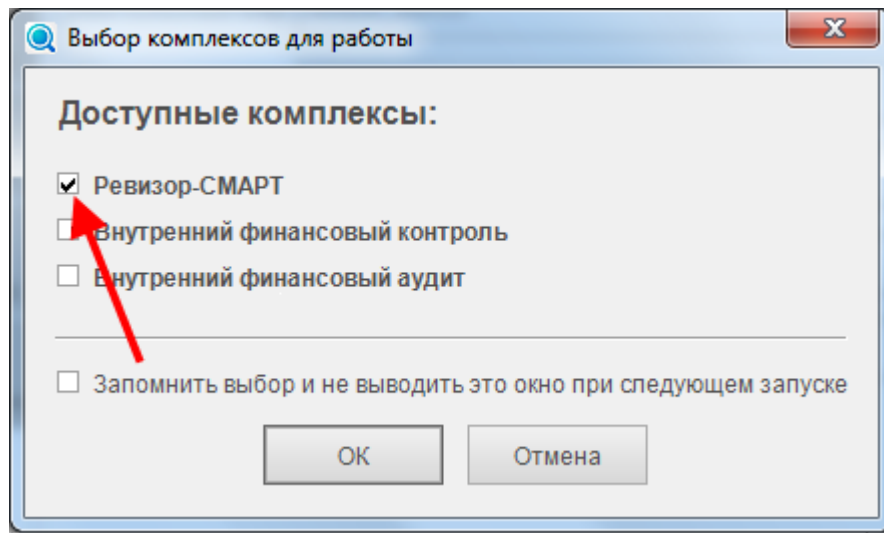 Выбор комплексов для работы
Доступные комплексы:
Ревизор-СМАРТ
Внутренний финансовый контроль
Внутренний финансовый аудит
Запомнить выбор и не выводить это окно при следующем запуске
ОК
Отмена